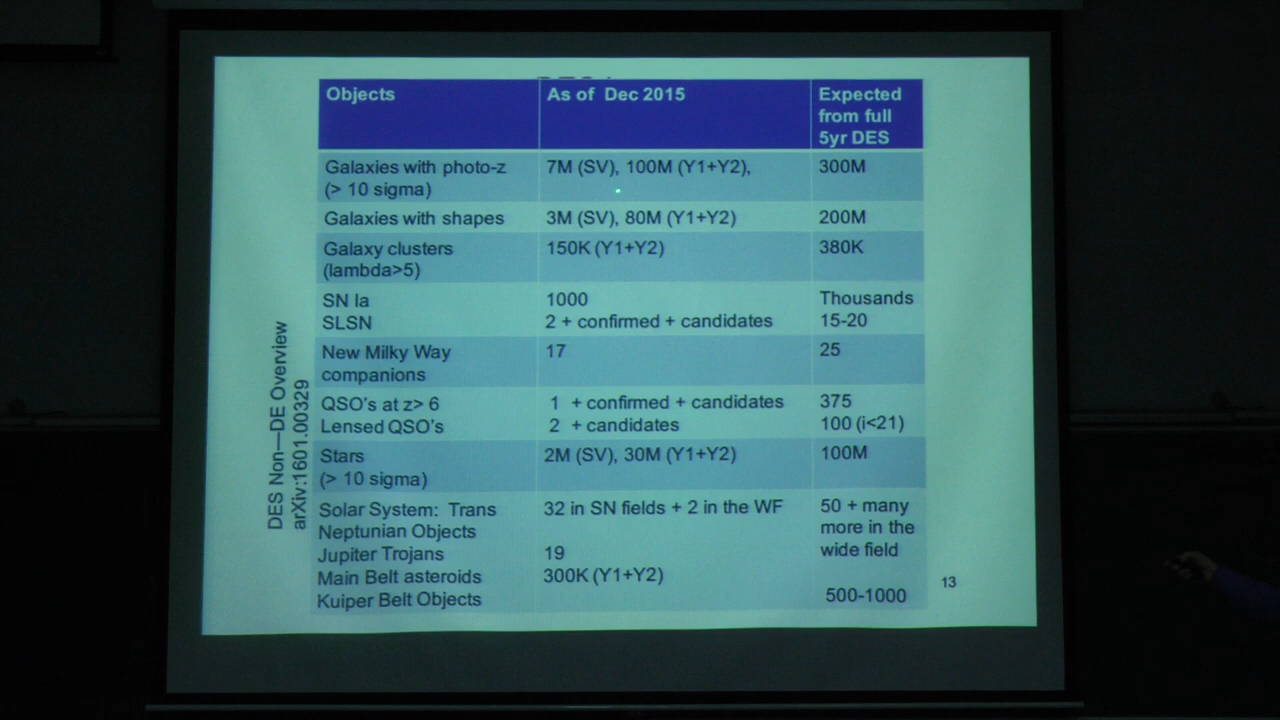 Objects
As of Dec 2015
Expected
from full
5yr DES
Galaxies with photo-z
(> 10 sigma)
7M (SV), 100M (Y1+Y2),
300M
Galaxies with shapes
3M (SV), 80M (Y1+Y2)
200M
Galaxy clusters
(lambda>5)
150K (Y1+Y2)
380K
SN Ia
1000
Thousands
SLSN
2 + confirmed + candidates
15-20
New Milky Way
companions
17
25
QSO's at z> 6
1 + confirmed + candidates
375
Lensed QSO's
2 + candidates
100 (i<21)
Stars
(> 10 sigma)
2M (SV), 30M (Y1+Y2)
100M
Solar System: Trans
Neptunian Objects
32 in SN fields + 2 in the WF
50 + many
more in the
wide field
Jupiter Trojans
19
Main Belt asteroids
300K (Y1+Y2)
Kuiper Belt Objects
500-1000
DES Non—DE Overview
arXiv:1601.00329
13